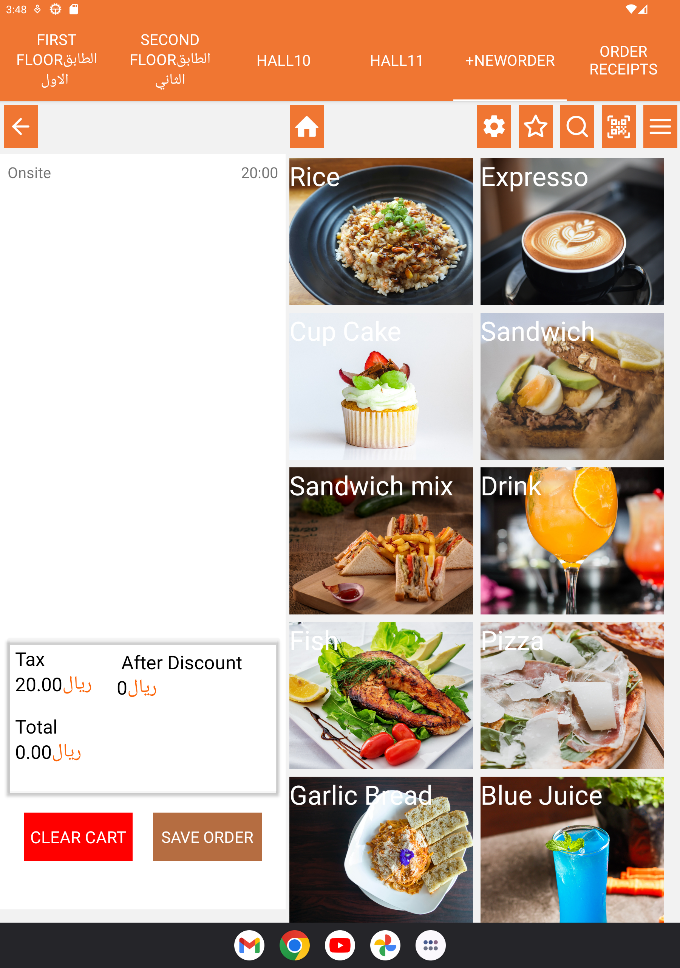 3:48
FIRST
FLOORالطابق
الاول
SECOND
FLOORالطابق
الثاني
HALL10
HALL11
+NEWORDER
ORDER
RECEIPTS
Onsite 20:00
Rice
Expresso
Cup Cake
Sandwich
Sandwich mix
Drink
Fish
Pizza
Garlic Bread
Blue Juice
Tax
20.00ريال
After Discount
0ريال
Total
0.00ريال
CLEAR CART
SAVE ORDER